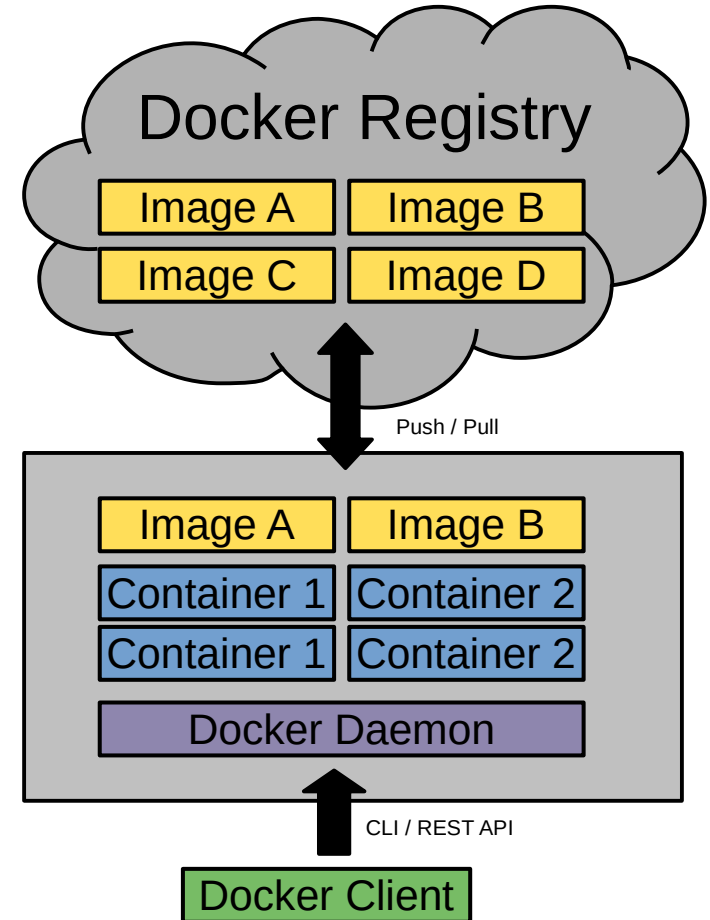 Docker Registry
Image A
Image B
Image C
Image D
Push / Pull
Image A
Image B
Container 1
Container 2
Container 1
Container 2
Docker Daemon
CLI / REST API
Docker Client